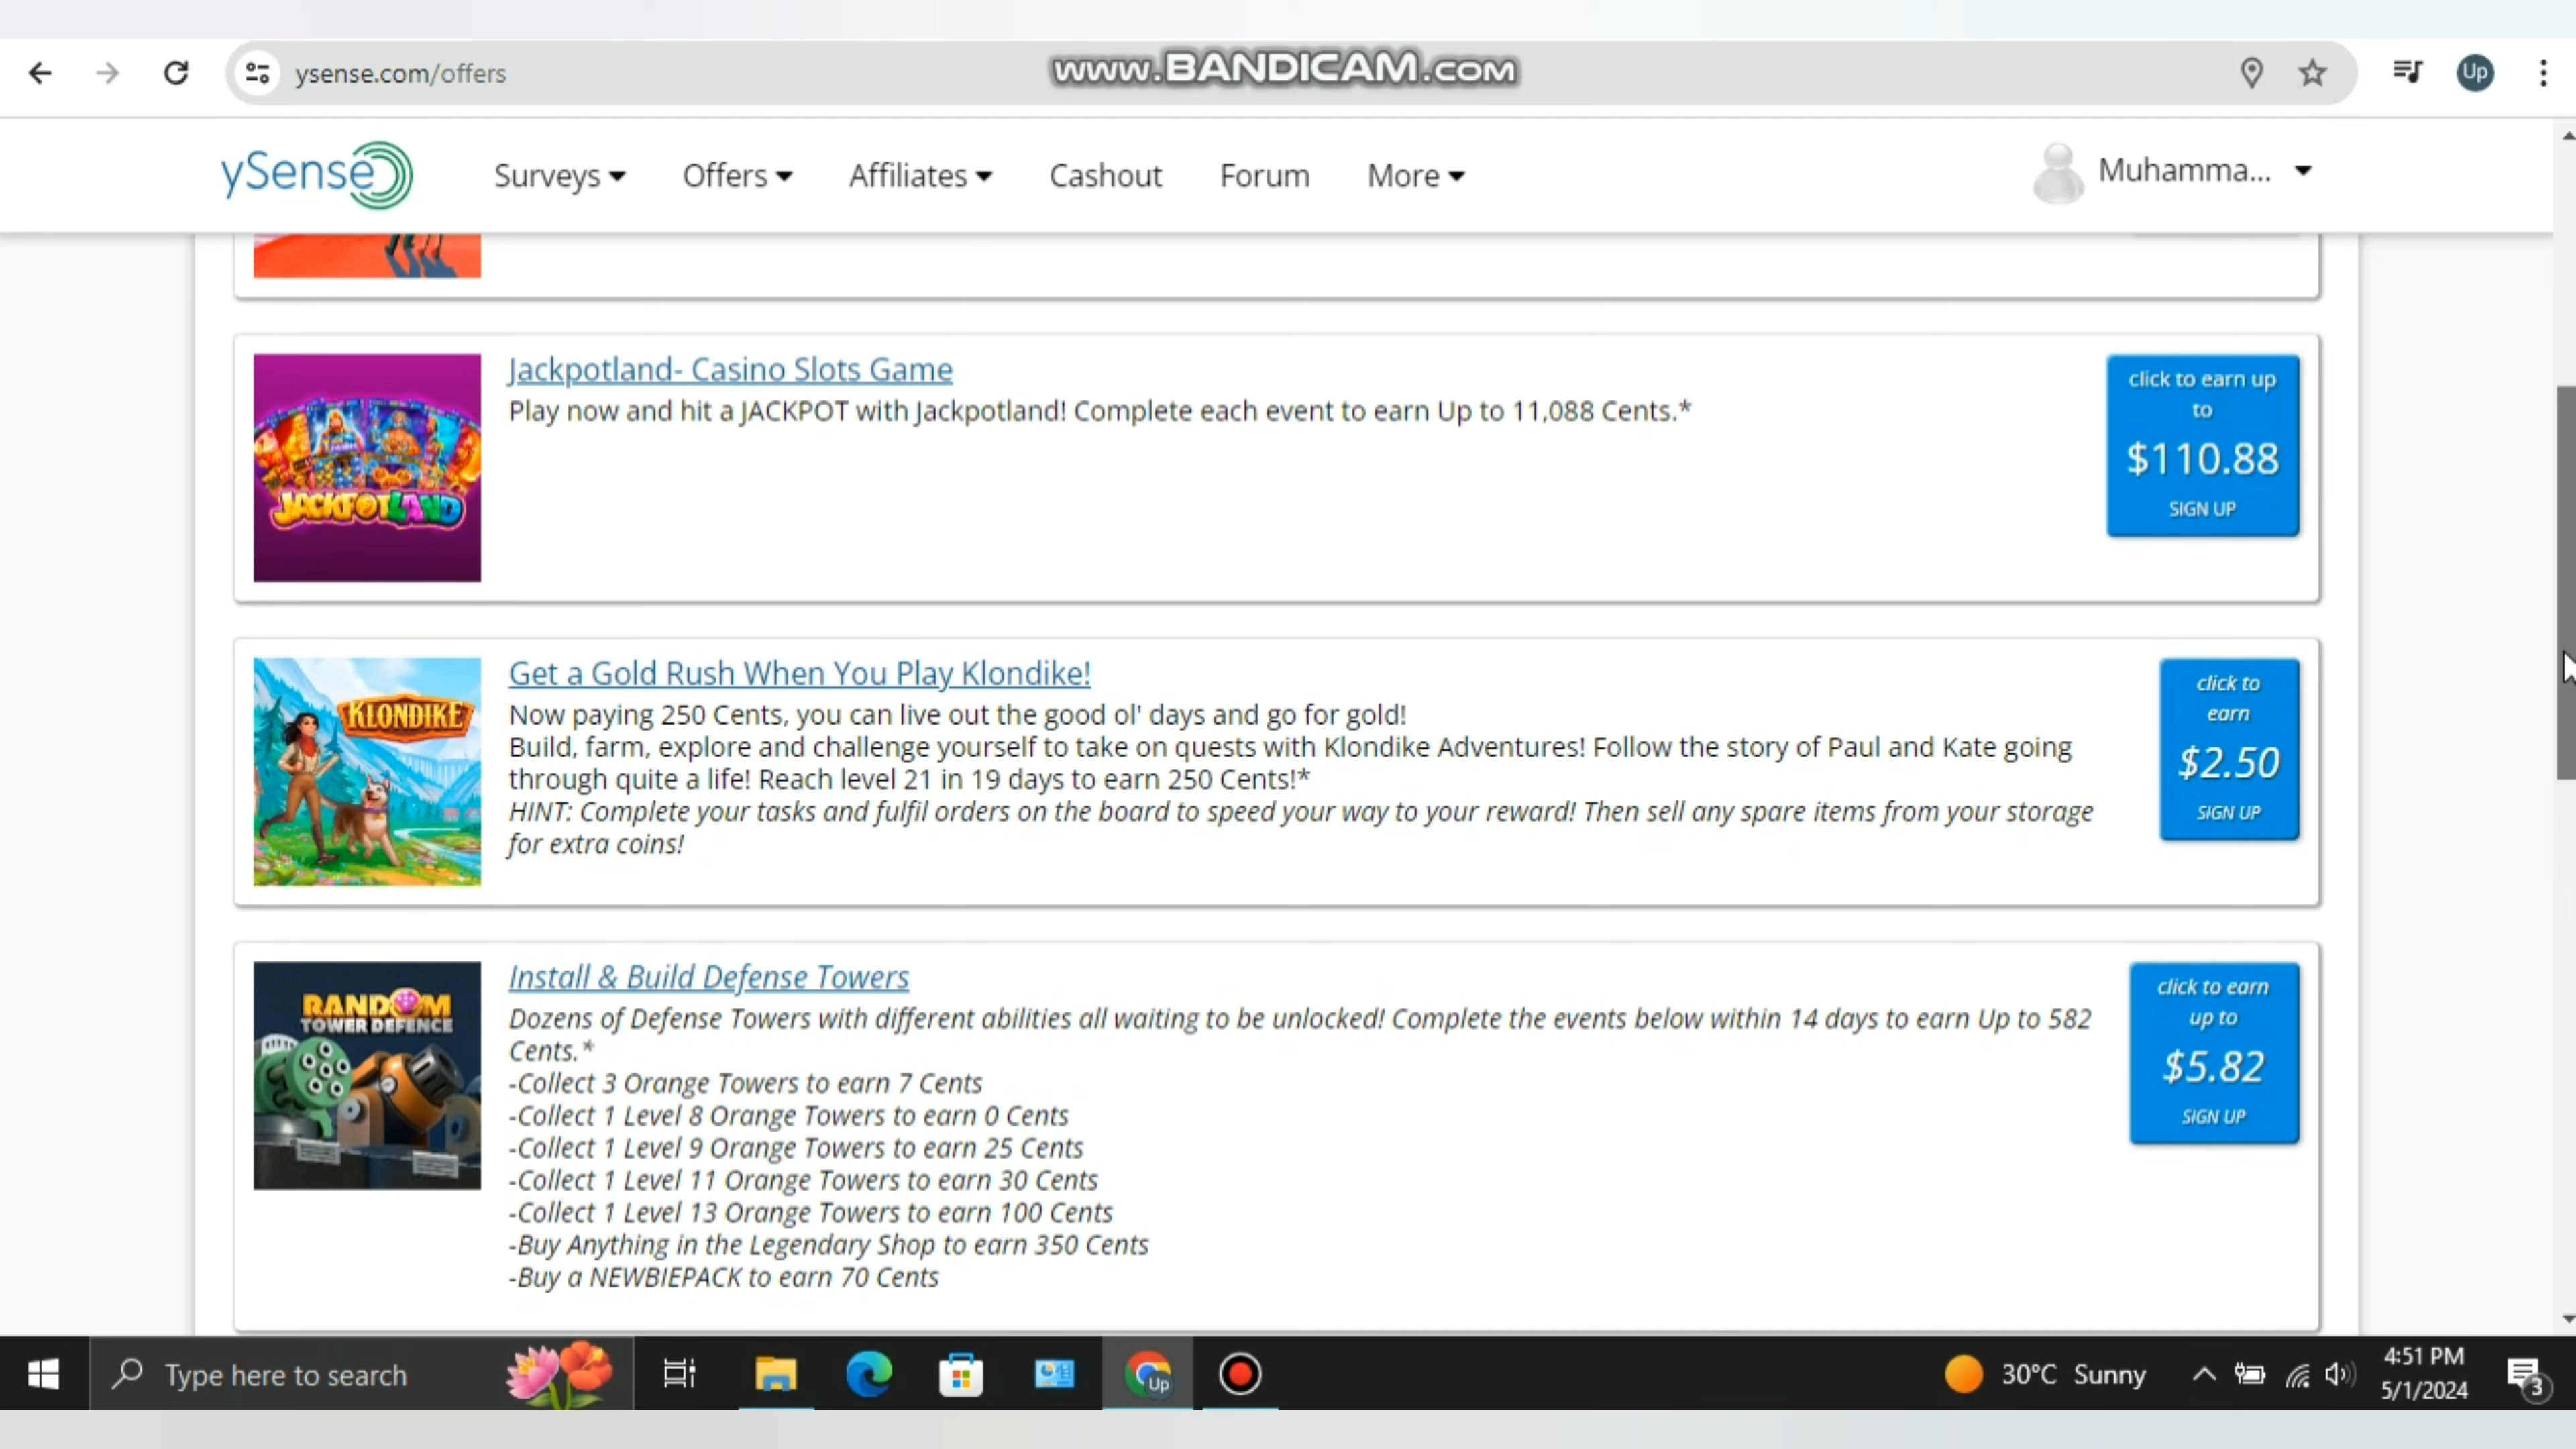 ysense.com/offers
www.BANDICAM.com
Up
ySense
Surveys
Offers
Affiliates
Cashout
Forum
More
Muhamma...
Jackpotland- Casino Slots Game
Play now and hit a JACKPOT with Jackpotland! Complete each event to earn Up to 11,088 Cents.*
JACKPOTLAND
click to earn up
to
$110.88
SIGN UP
Get a Gold Rush When You Play Klondike!
KLONDIKE
Now paying 250 Cents, you can live out the good ol' days and go for gold!
Build, farm, explore and challenge yourself to take on quests with Klondike Adventures! Follow the story of Paul and Kate going
through quite a life! Reach level 21 in 19 days to earn 250 Cents!*
HINT: Complete your tasks and fulfil orders on the board to speed your way to your reward! Then sell any spare items from your storage
for extra coins!
click to
earn
$2.50
SIGN UP
Install & Build Defense Towers
RANDOM
TOWER DEFENCE
Dozens of Defense Towers with different abilities all waiting to be unlocked! Complete the events below within 14 days to earn Up to 582
Cents.*
-Collect 3 Orange Towers to earn 7 Cents
-Collect 1 Level 8 Orange Towers to earn 0 Cents
-Collect 1 Level 9 Orange Towers to earn 25 Cents
-Collect 1 Level 11 Orange Towers to earn 30 Cents
-Collect 1 Level 13 Orange Towers to earn 100 Cents
-Buy Anything in the Legendary Shop to earn 350 Cents
-Buy a NEWBIEPACK to earn 70 Cents
click to earn
up to
$5.82
SIGN UP
Type here to search
Up
30°C Sunny
4:51 PM
5/1/2024
3